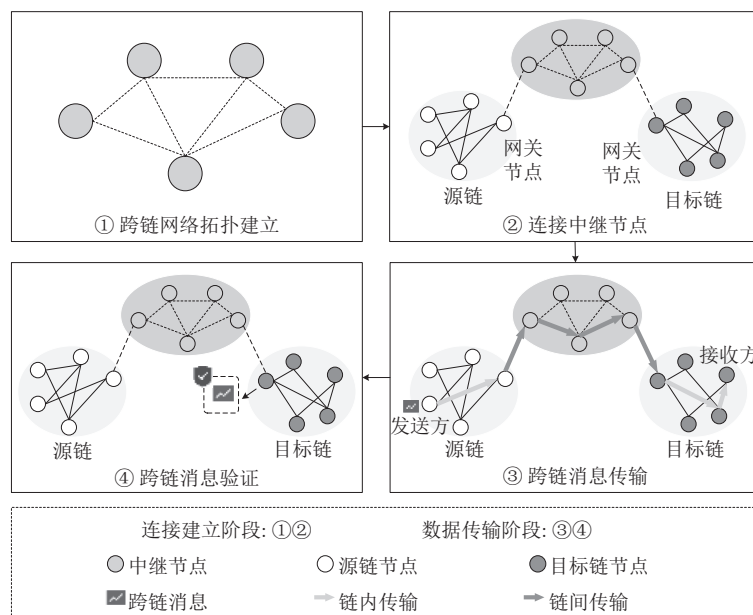 ① 跨链网络拓扑建立
网关
节点
网关
节点
源链
目标链
② 连接中继节点
接收方
发送方
源链
目标链
③ 跨链消息传输
源链
目标链
④ 跨链消息验证
连接建立阶段: ①②
数据传输阶段: ③④
中继节点
源链节点
目标链节点
跨链消息
链内传输
链间传输